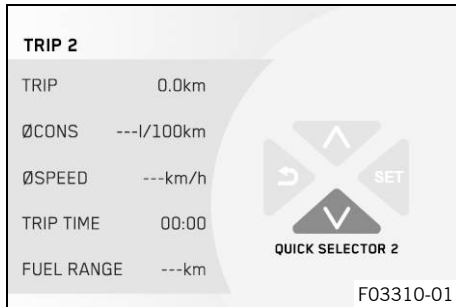 TRIP 2
TRIP 0.0km
ØCONS ---l/100km
ØSPEED ---km/h
TRIP TIME 00:00
FUEL RANGE ---km
SET
QUICK SELECTOR 2
F03310-01